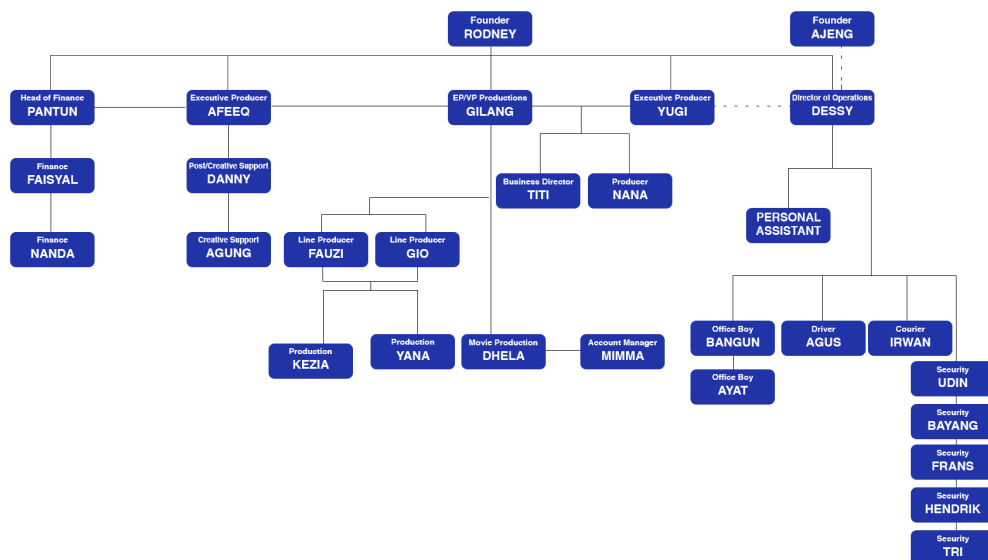 Founder
RODNEY
Founder
AJENG
Head of Finance
PANTUN
Executive Producer
AFEEQ
EP/VP Productions
GILANG
Executive Producer
YUGI
Director of Operations
DESSY
Finance
FAISYAL
Post/Creative Support
DANNY
Business Director
TITI
Producer
NANA
PERSONAL
ASSISTANT
Finance
NANDA
Creative Support
AGUNG
Line Producer
FAUZI
Line Producer
GIO
Production
KEZIA
Production
YANA
Movie Production
DHELA
Account Manager
MIMMA
Office Boy
BANGUN
Driver
AGUS
Courier
IRWAN
Office Boy
AYAT
Security
UDIN
Security
BAYANG
Security
FRANS
Security
HENDRIK
Security
TRI